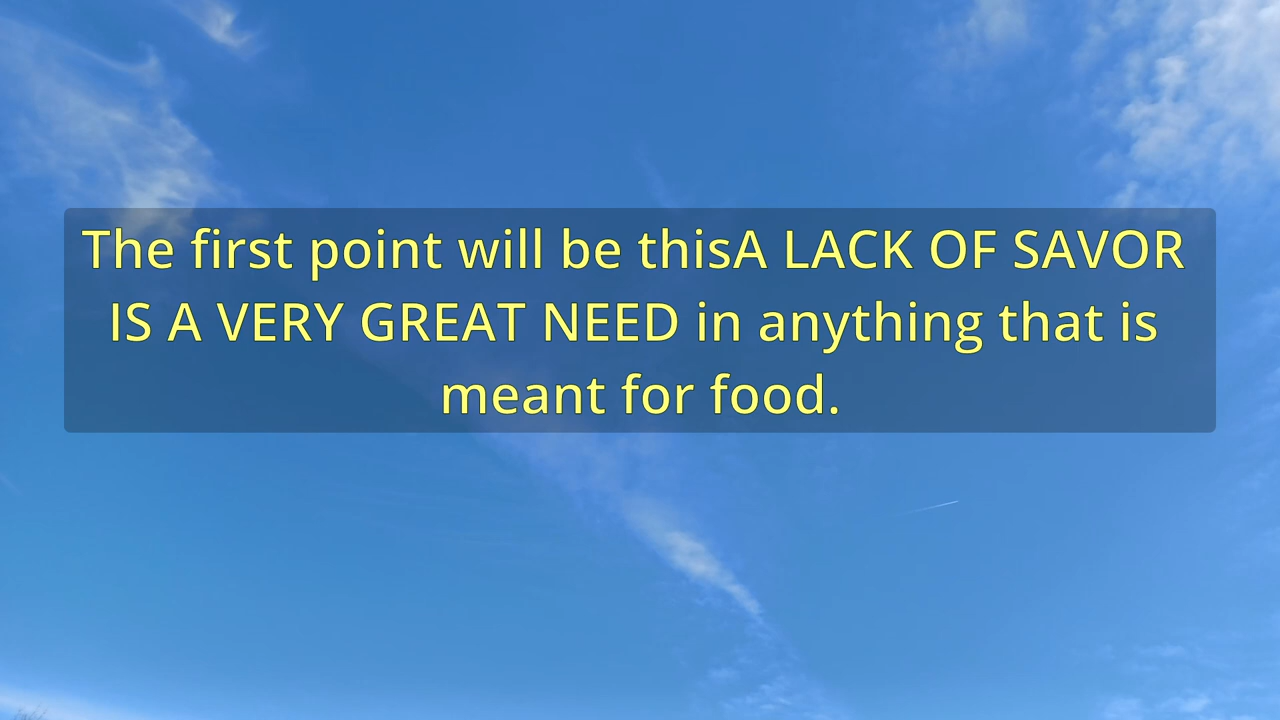 The first point will be thisA LACK OF SAVOR
IS A VERY GREAT NEED in anything that is
meant for food.